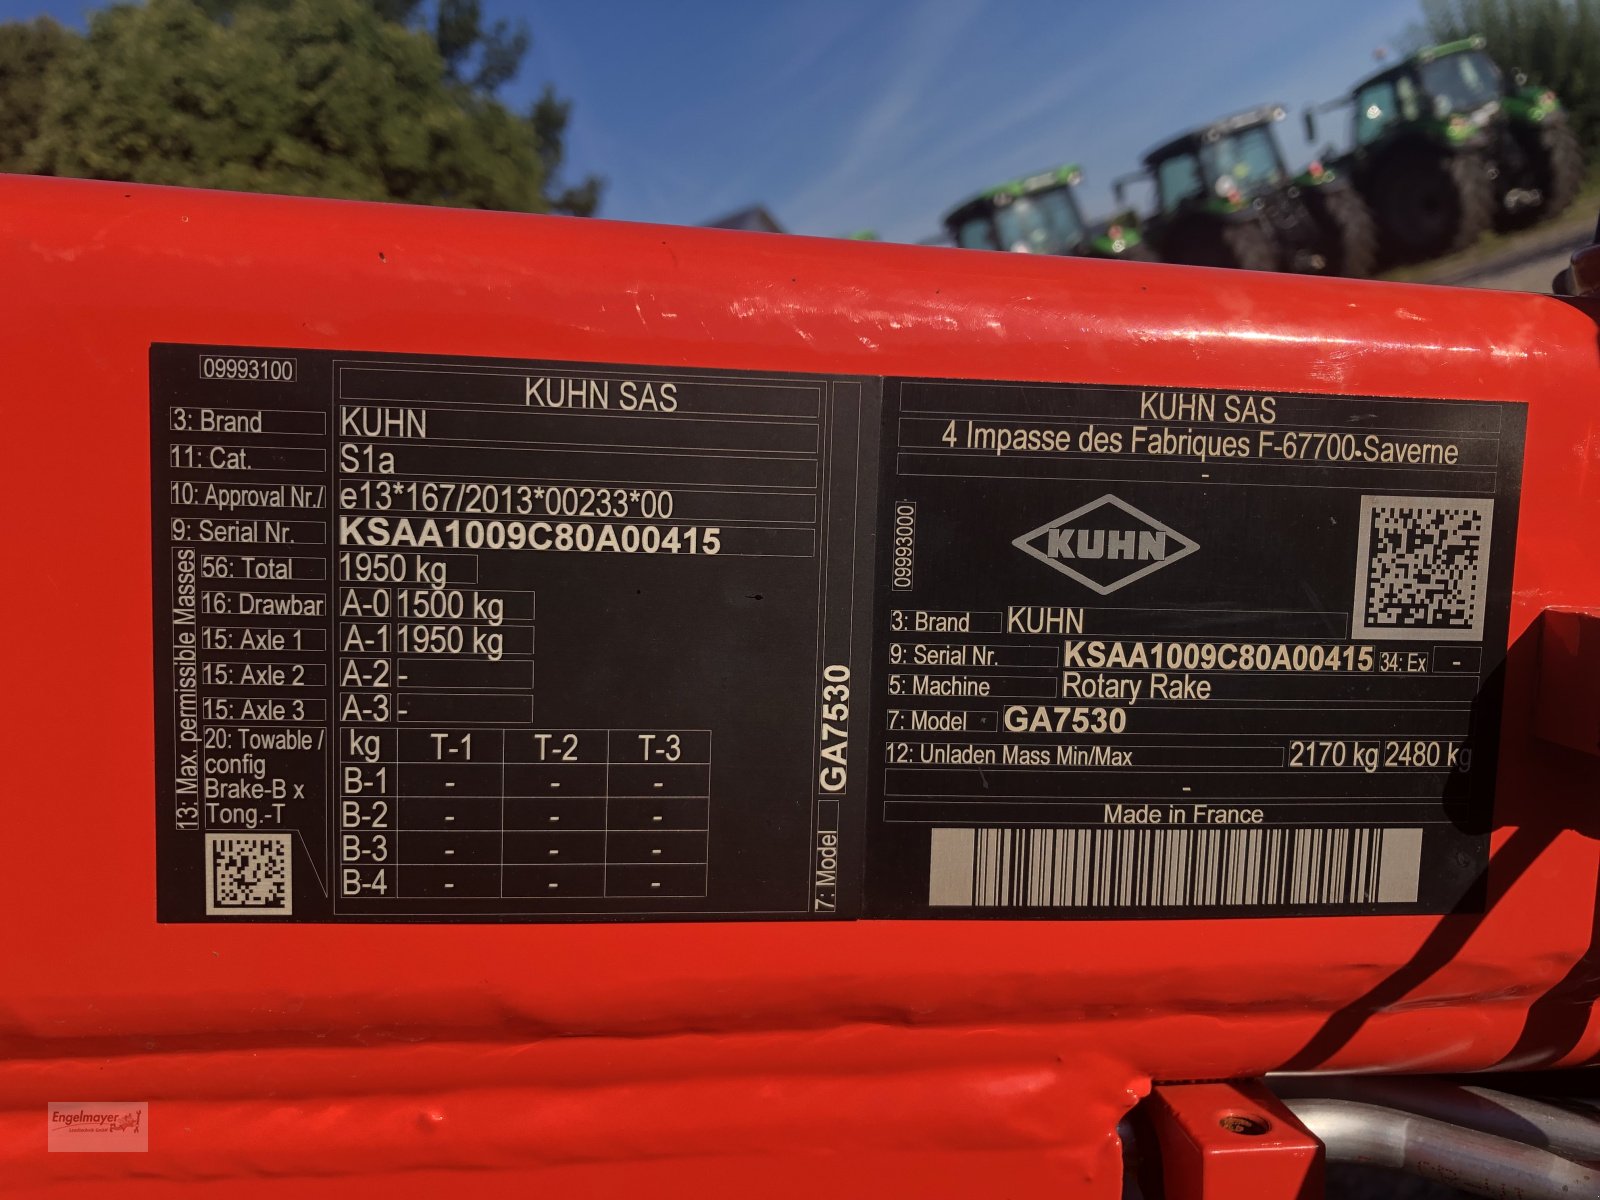 09993100
KUHN SAS
3: Brand KUHN
11: Cat. S1a
10: Approval Nr./ e13*167/2013*00233*00
9: Serial Nr. KSAA1009C80A00415
13: Max. permissible Masses
56: Total 1950 kg
16: Drawbar A-0 1500 kg
15: Axle 1 A-1 1950 kg
15: Axle 2 A-2 -
15: Axle 3 A-3 -
20: Towable /
config
Brake-B x
Tong.-T
kg T-1 T-2 T-3
B-1 - - -
B-2 - - -
B-3 - - -
B-4 - - -
7: Model GA7530
KUHN SAS
4 Impasse des Fabriques F-67700-Saverne
-
09993000
KUHN
3: Brand KUHN
9: Serial Nr. KSAA1009C80A00415 34: Ex -
5: Machine Rotary Rake
7: Model GA7530
12: Unladen Mass Min/Max 2170 kg 2480 kg
-
Made in France
Engelmayer
Landtechnik GmbH